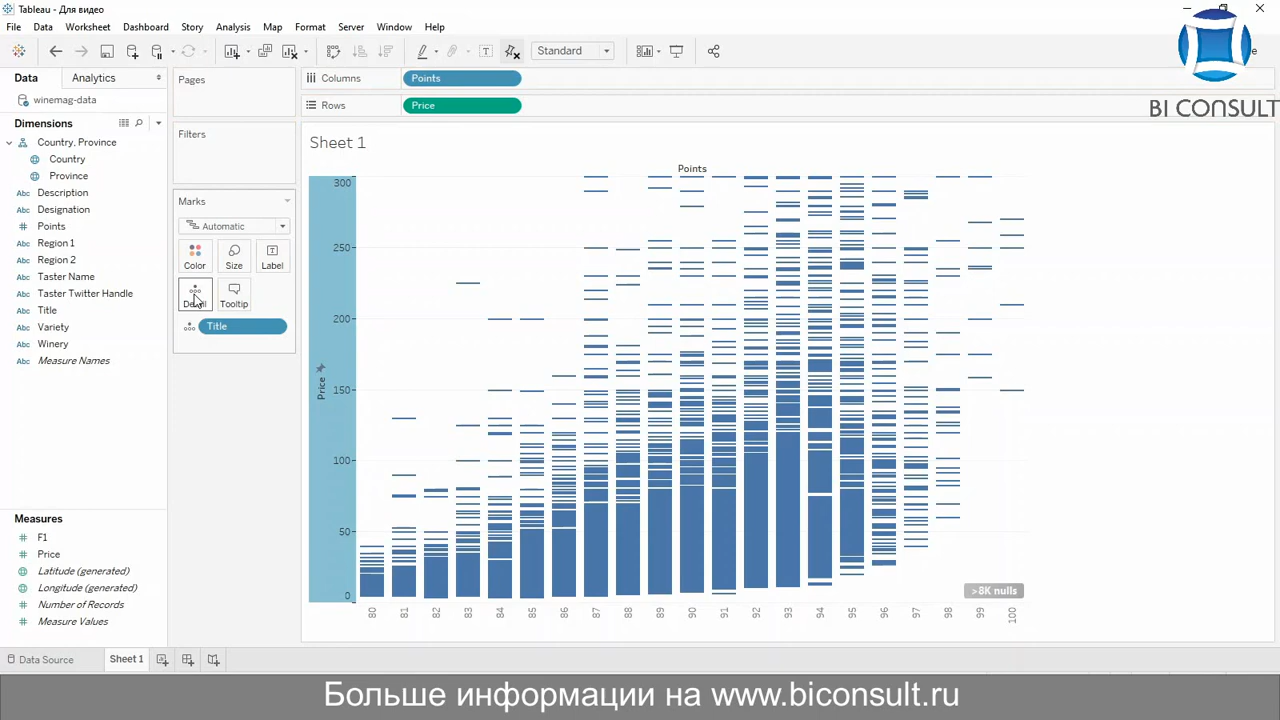 Tableau - Для видео
File Data Worksheet Dashboard Story Analysis Map Format Server Window Help
Standard
Data Analytics
winemag-data
Dimensions
Country, Province
Country
Province
Description
Designation
Points
Region 1
Region 2
Taster Name
Taster Twitter Handle
Title
Variety
Winery
Measure Names
Measures
F1
Price
Latitude (generated)
Longitude (generated)
Number of Records
Measure Values
Pages
Filters
Marks
Automatic
Color Size Label
Detail Tooltip
Title
Columns Points
Rows Price
BI CONSULT
Sheet 1
Points
300
250
200
150
100
50
0
Price
>8K nulls
80 81 82 83 84 85 86 87 88 89 90 91 92 93 94 95 96 97 98 99 100
Data Source Sheet 1
Больше информации на www.biconsult.ru